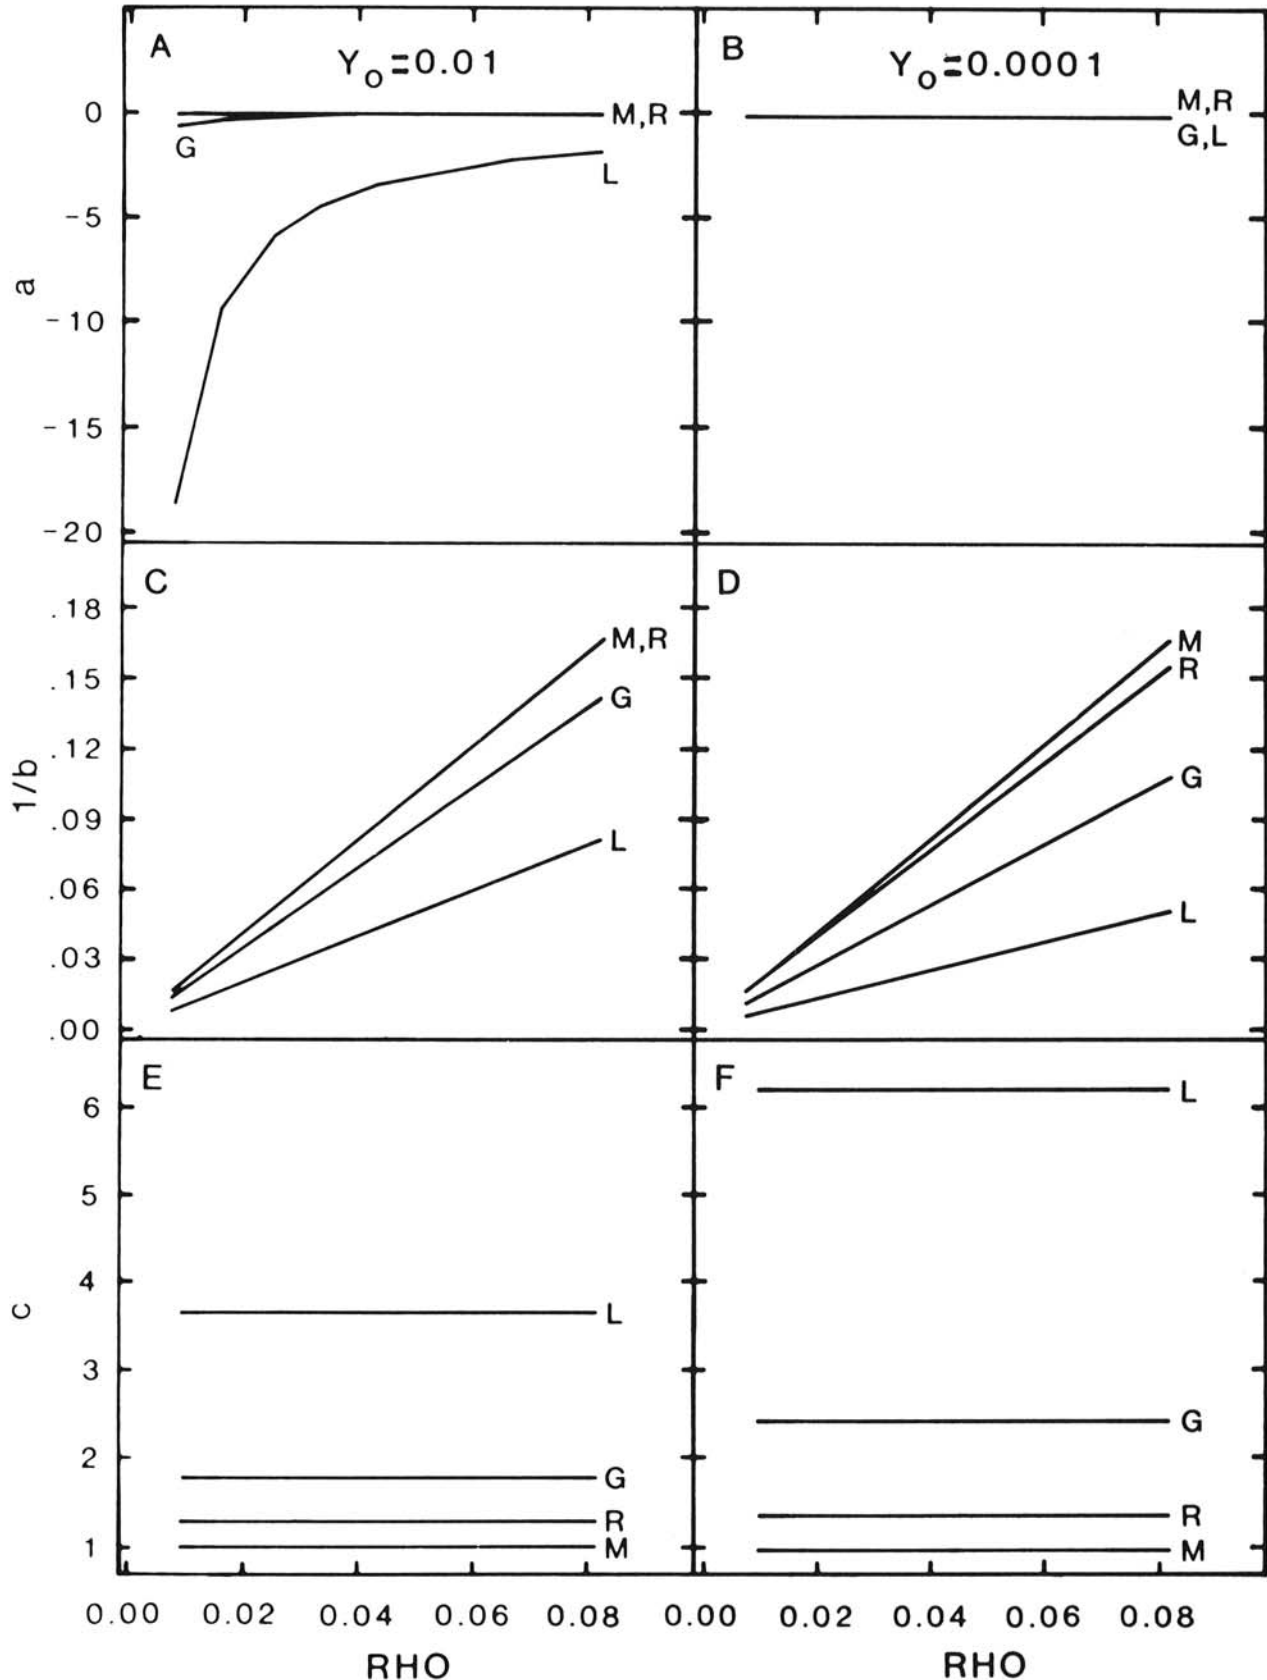 A
Y₀=0.01
B
Y₀=0.0001
0
-5
-10
-15
-20
a
G
M,R
L
M,R
G,L
C
.18
.15
.12
.09
.06
.03
.00
1/b
M,R
G
L
D
M
R
G
L
E
6
5
4
3
2
1
c
L
G
R
M
F
L
G
R
M
0.00 0.02 0.04 0.06 0.08 0.00 0.02 0.04 0.06 0.08
RHO RHO